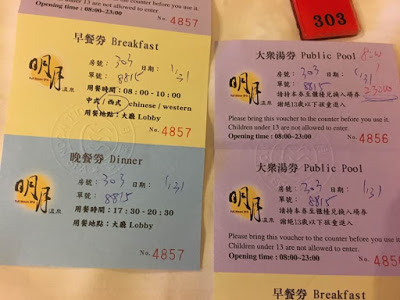 Children under 13 are not allowed to enter.
Opening time : 08:00~23:00
No. 4857
早餐券 Breakfast
房號： 303 日期： 1/31
單號： 8815
用餐時間：08：00 - 10：00
中式／西式 chinese / western
用餐地點：大廳 Lobby
明月
溫泉
No. 4857
晚餐券 Dinner
房號： 303 日期： 1/31
單號： 8815
用餐時間：17：30 - 20：30
用餐地點：大廳 Lobby
明月
溫泉
No. 4857
303
大眾湯券 Public Pool
房號： 303 日期： 1/31
單號： 8815
23:00
請持本券至櫃檯兌換入場券
謝絕13歲以下孩童進入
明月
溫泉
Please bring this voucher to the counter before you use it.
Children under 13 are not allowed to enter.
Opening time : 08:00~23:00
No. 4856
大眾湯券 Public Pool
房號： 303 日期： 1/31
單號： 8815
請持本券至櫃檯兌換入場券
謝絕13歲以下孩童進入
明月
溫泉
Please bring this voucher to the counter before you use it.
Children under 13 are not allowed to enter.
Opening time : 08:00~23:00
No. 4856
早餐券 Breakfast